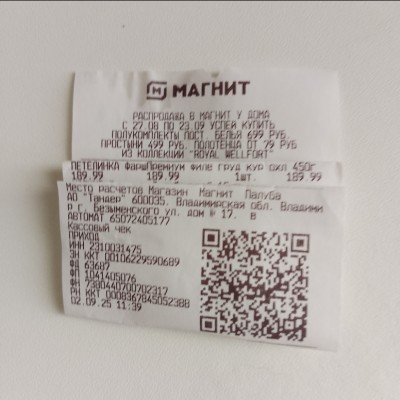 МАГНИТ
РАСПРОДАЖА В МАГНИТ У ДОМА
С 27.08 ПО 23.09 УСПЕЙ КУПИТЬ
ПОЛУКОМПЛЕКТЫ ПОСТ. БЕЛЬЯ 699 РУБ.
ПРОСТЫНИ 499 РУБ. ПОЛОТЕНЦА ОТ 79 РУБ
ИЗ КОЛЛЕКЦИИ "ROYAL WELLFORT"
ПЕТЕЛИНКА ФаршПремиум филе груд кур охл 450г
189.99 189.99 1шт. 189.99
Место расчетов Магазин Магнит Палуба
АО "Тандер" 600035. Владимирская обл. Владими
р г. Безыменского ул. дом № 17. в
АВТОМАТ 65072405177
Кассовый чек
ПРИХОД
ИНН 2310031475
ЗН ККТ 00106229590689
ФД 63687
ФП 1041405076
ФН 7380440700702317
РН ККТ 0008367845052388
02.09.25 11:39